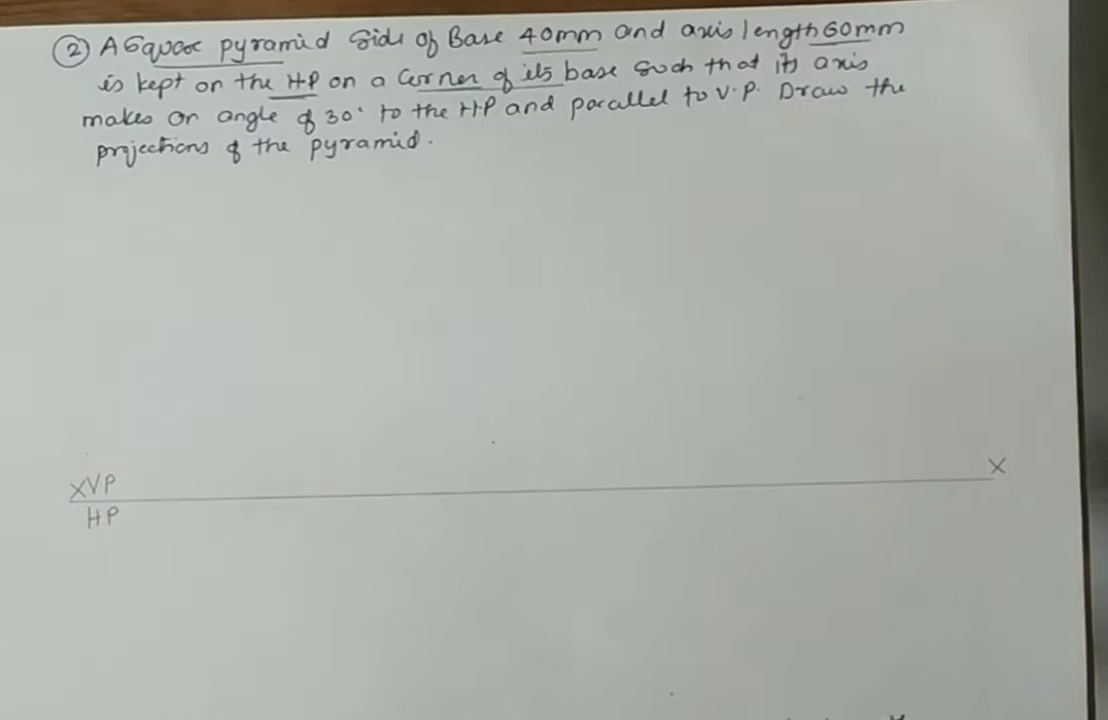 ② A Square pyramid Side of Base 40mm and axis length 60mm
is kept on the H.P on a Corner of its base such that its axis
makes an angle of 30° to the H.P and parallel to V.P. Draw the
projections of the pyramid.
X VP X
HP